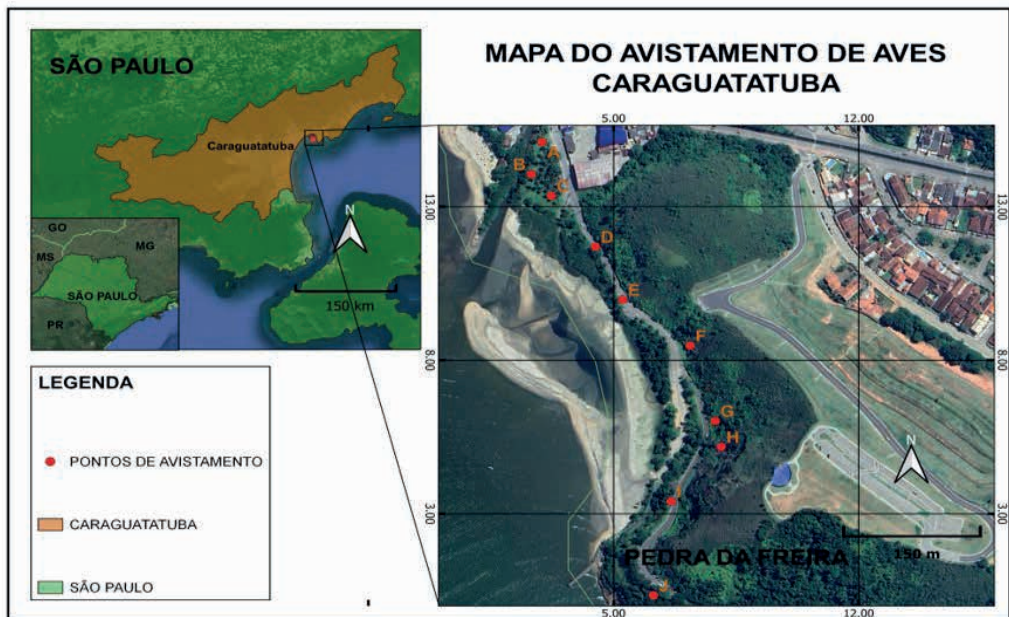 SÃO PAULO
Caraguatatuba
N
150 km
GO
MG
MS
SÃO PAULO
PR
LEGENDA
PONTOS DE AVISTAMENTO
CARAGUATATUBA
SÃO PAULO
MAPA DO AVISTAMENTO DE AVES
CARAGUATATUBA
5.00 12.00
A
B
C
13.00 13.00
D
E
F
8.00 8.00
G
H
N
I
3.00 3.00
150 m
PEDRA DA FREIRA
J
5.00 12.00